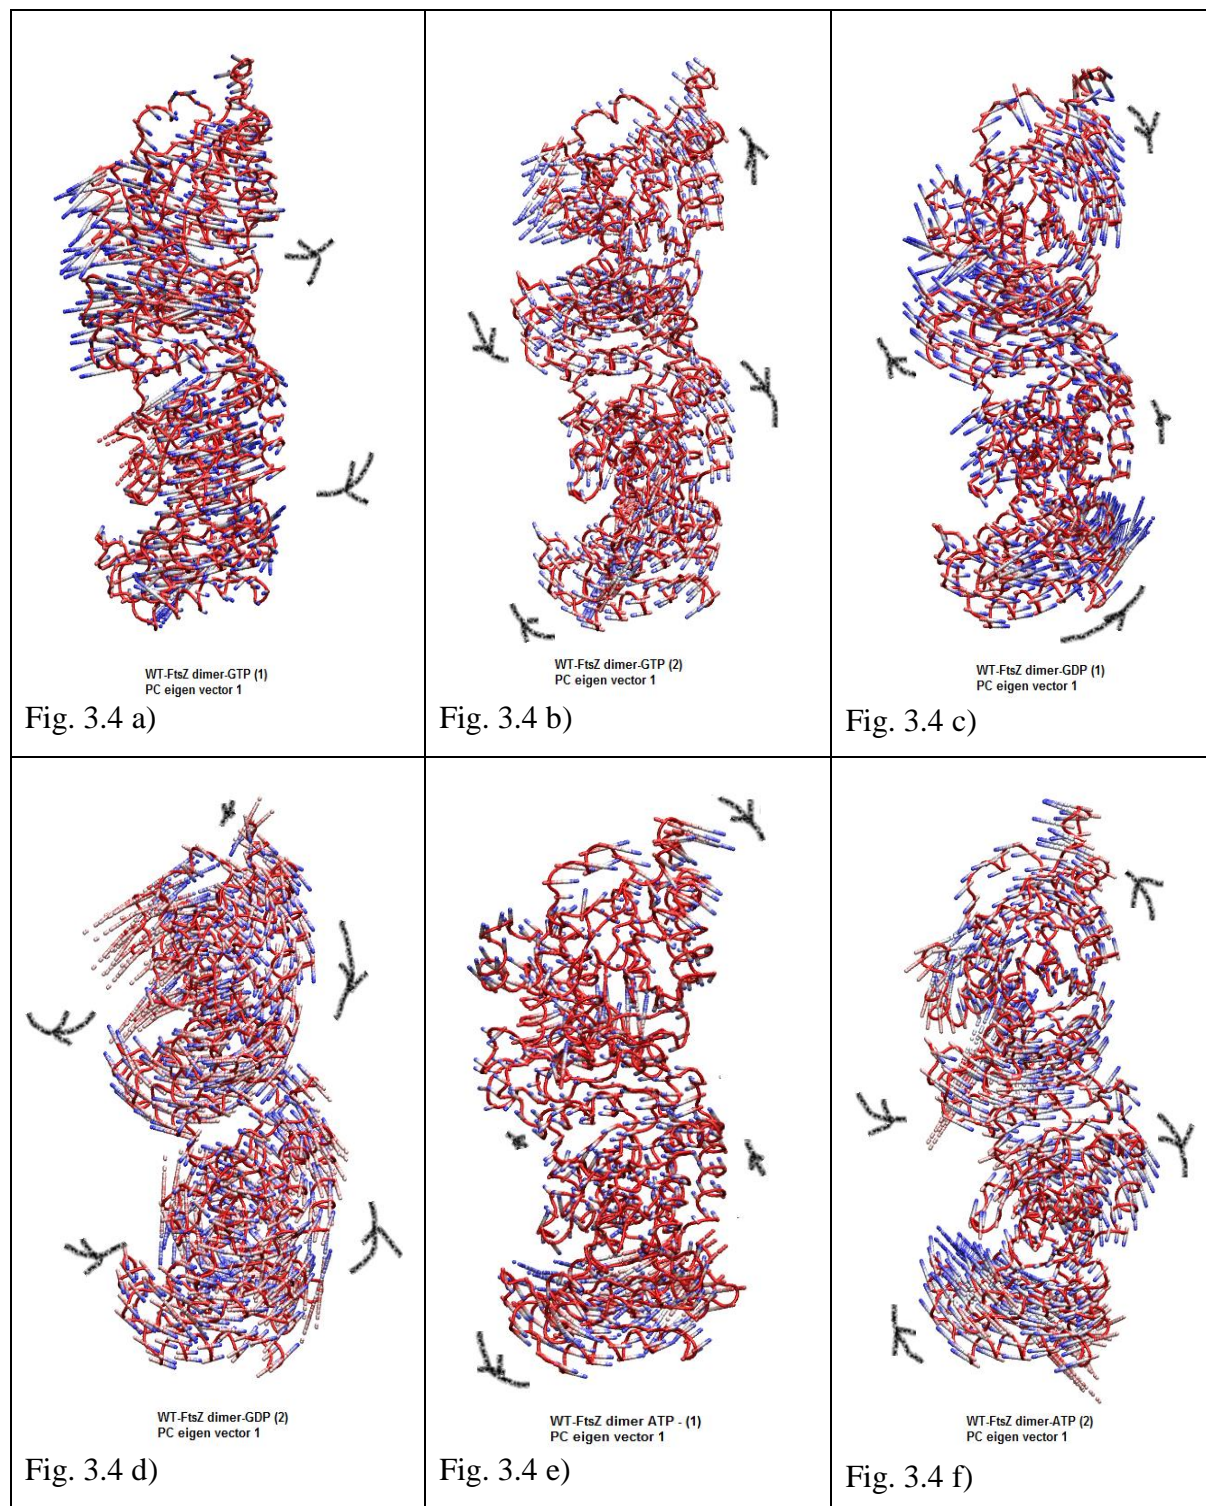 WT-FtsZ dimer-GTP (1)
PC eigen vector 1
Fig. 3.4 a)
WT-FtsZ dimer-GTP (2)
PC eigen vector 1
Fig. 3.4 b)
WT-FtsZ dimer-GDP (1)
PC eigen vector 1
Fig. 3.4 c)
WT-FtsZ dimer-GDP (2)
PC eigen vector 1
Fig. 3.4 d)
WT-FtsZ dimer ATP - (1)
PC eigen vector 1
Fig. 3.4 e)
WT-FtsZ dimer-ATP (2)
PC eigen vector 1
Fig. 3.4 f)